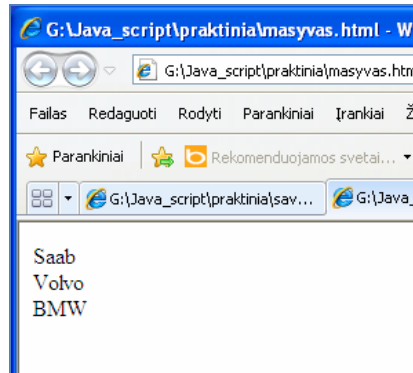 G:\Java_script\praktinia\masyvas.html - W
G:\Java_script\praktinia\masyvas.htm
Failas Redaguoti Rodyti Parankiniai Įrankiai Ž
Parankiniai Rekomenduojamos svetai...
G:\Java_script\praktinia\sav... G:\Java_
Saab
Volvo
BMW